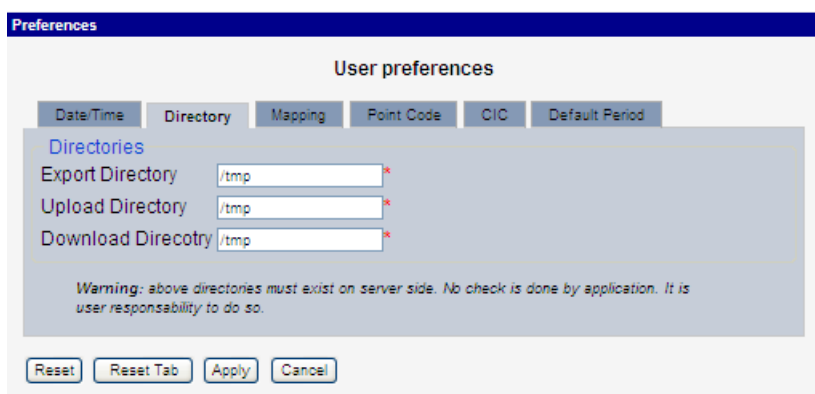 Preferences
User preferences
Date/Time Directory Mapping Point Code CIC Default Period
Directories
Export Directory /tmp *
Upload Directory /tmp *
Download Direcotry /tmp *
Warning: above directories must exist on server side. No check is done by application. It is
user responsability to do so.
Reset Reset Tab Apply Cancel